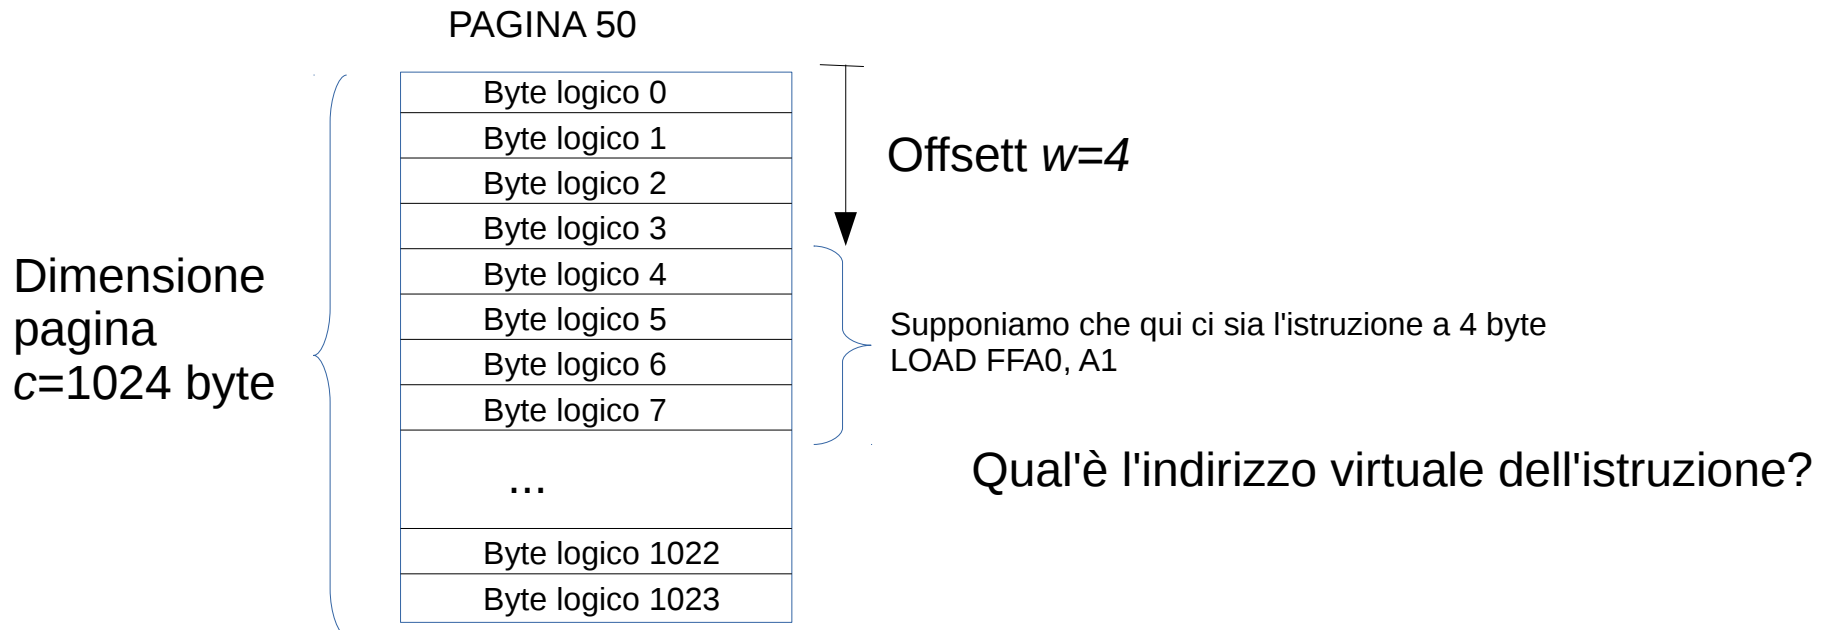 PAGINA 50
Byte logico 0
Byte logico 1
Byte logico 2
Byte logico 3
Byte logico 4
Byte logico 5
Byte logico 6
Byte logico 7
...
Byte logico 1022
Byte logico 1023
Dimensione
pagina
c=1024 byte
Offsett w=4
Supponiamo che qui ci sia l'istruzione a 4 byte
LOAD FFA0, A1
Qual'è l'indirizzo virtuale dell'istruzione?